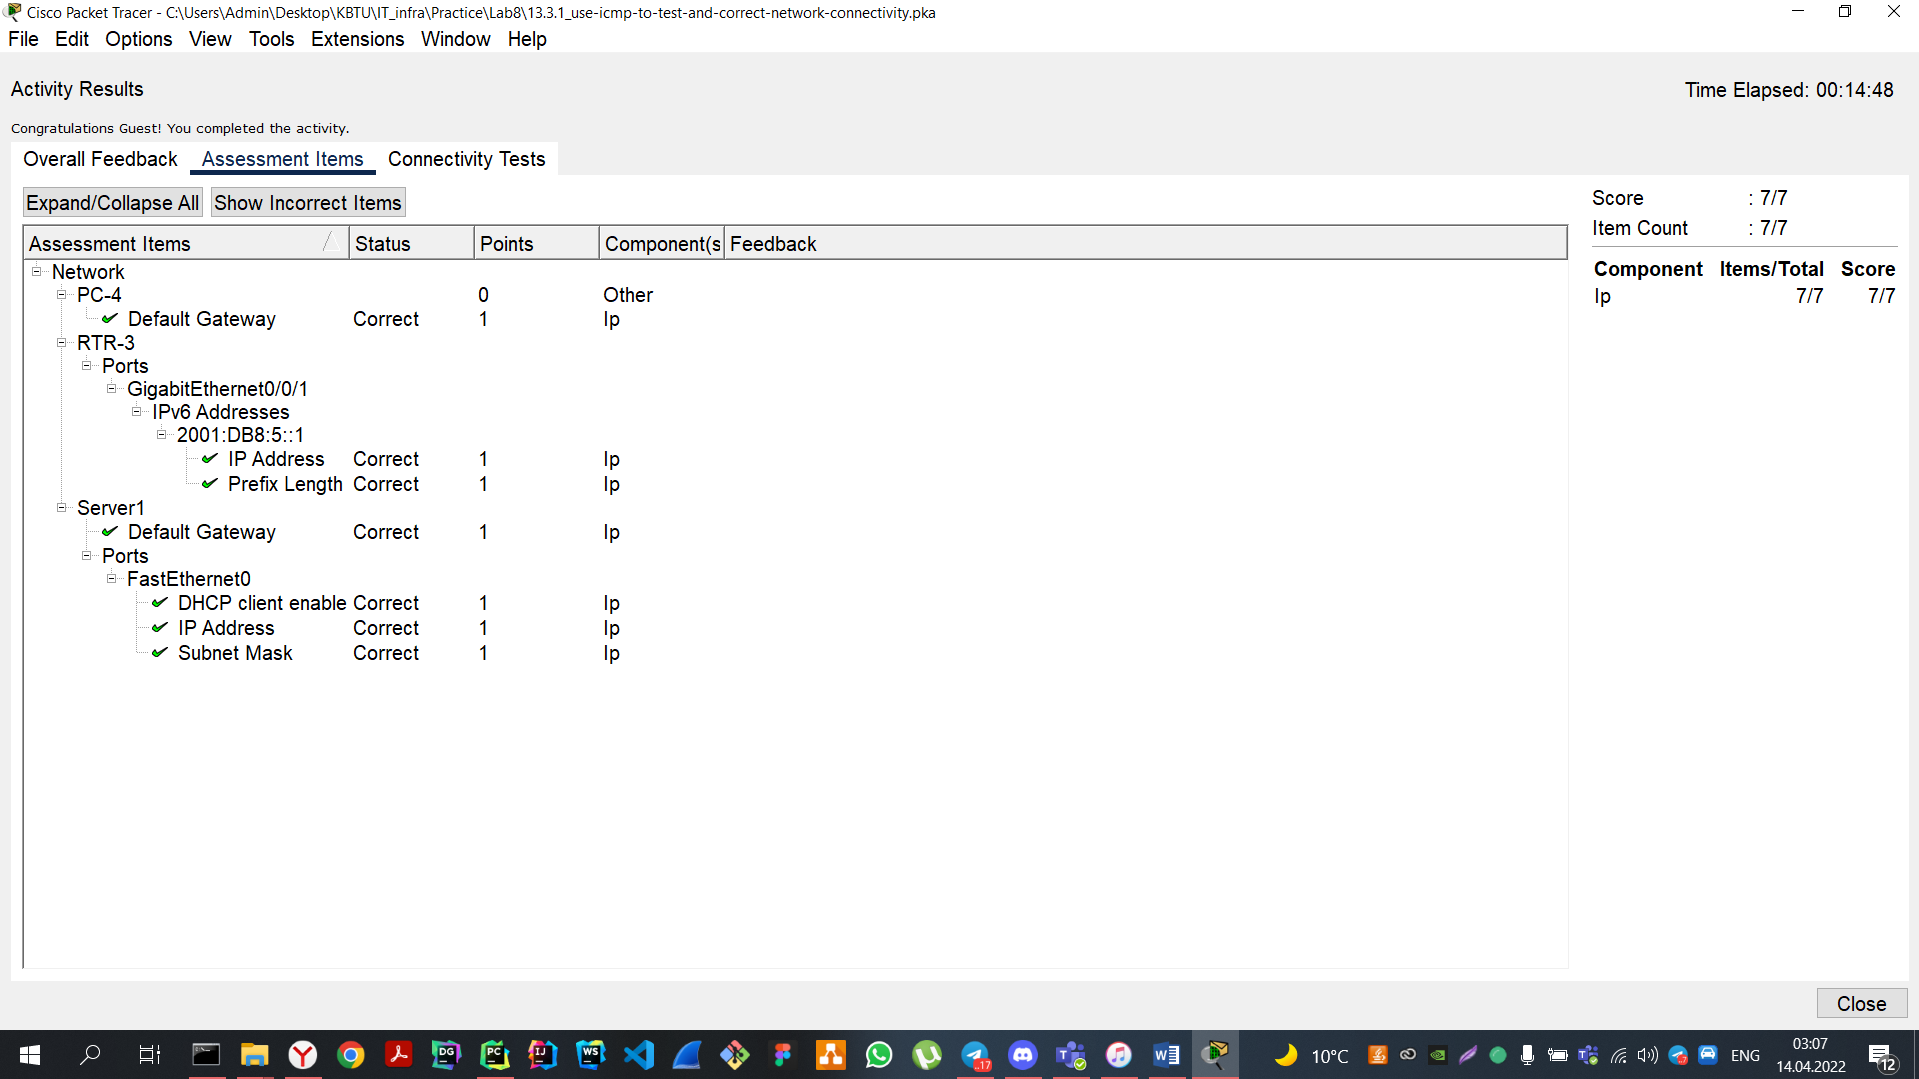 Cisco Packet Tracer - C:\Users\Admin\Desktop\KBTU\IT_infra\Practice\Lab8\13.3.1_use-icmp-to-test-and-correct-network-connectivity.pka
File Edit Options View Tools Extensions Window Help
Activity Results
Time Elapsed: 00:14:48
Congratulations Guest! You completed the activity.
Overall Feedback Assessment Items Connectivity Tests
Expand/Collapse All Show Incorrect Items
Score : 7/7
Item Count : 7/7
Component Items/Total Score
Ip 7/7 7/7
Assessment Items Status Points Component(s Feedback
Network
PC-4 0 Other
Default Gateway Correct 1 Ip
RTR-3
Ports
GigabitEthernet0/0/1
IPv6 Addresses
2001:DB8:5::1
IP Address Correct 1 Ip
Prefix Length Correct 1 Ip
Server1
Default Gateway Correct 1 Ip
Ports
FastEthernet0
DHCP client enable Correct 1 Ip
IP Address Correct 1 Ip
Subnet Mask Correct 1 Ip
Close
DG PC IJ WS 17 10°C ENG
03:07
14.04.2022
12